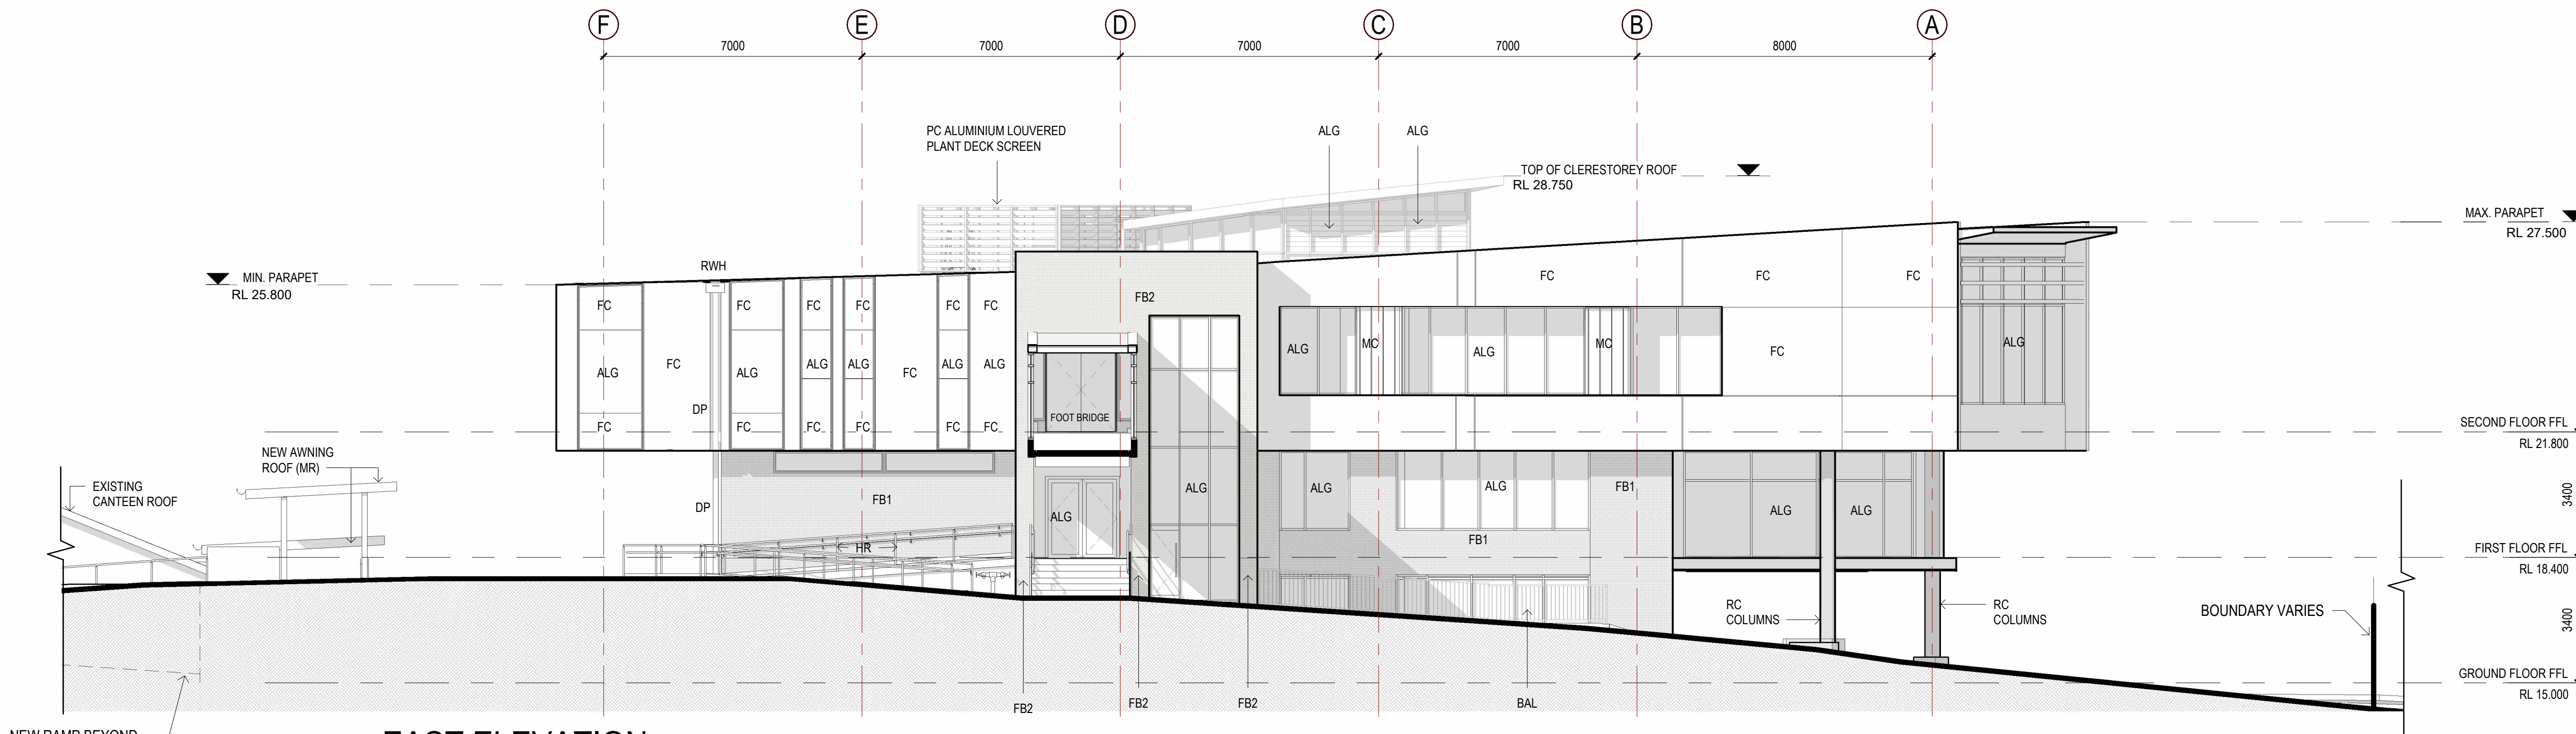 F E D C B A
7000 7000 7000 7000 8000
PC ALUMINIUM LOUVERED
PLANT DECK SCREEN
ALG ALG
TOP OF CLERESTOREY ROOF
RL 28.750
MAX. PARAPET
RL 27.500
MIN. PARAPET
RL 25.800
RWH
FC FC FC FC FC FC
FB2
FC FC FC
FC ALG ALG ALG ALG FC ALG ALG
ALG MC ALG MC FC ALG
DP
FOOT BRIDGE
FC FC FC FC FC FC
SECOND FLOOR FFL
RL 21.800
NEW AWNING
ROOF (MR)
EXISTING
CANTEEN ROOF
DP
FB1
ALG
ALG
ALG
ALG
FB1
ALG ALG
3400
HR
FB1
FIRST FLOOR FFL
RL 18.400
RC
COLUMNS
RC
COLUMNS
BOUNDARY VARIES
3400
GROUND FLOOR FFL
RL 15.000
FB2 FB2 FB2 BAL
NEW RAMP BEYOND
EAST ELEVATION